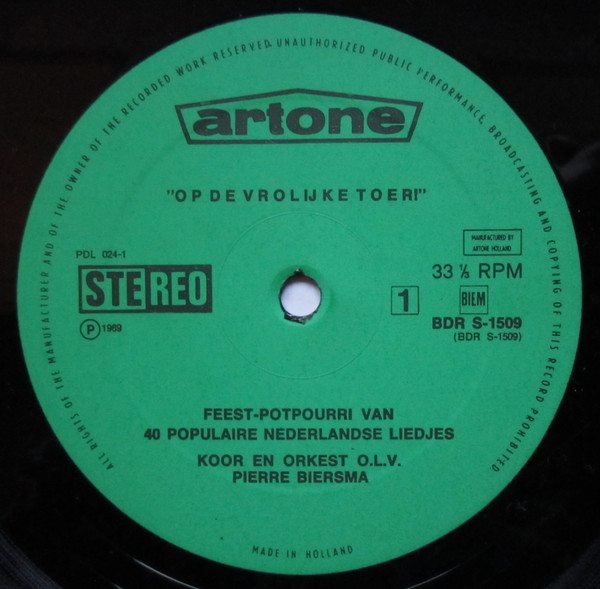 ALL RIGHTS OF THE MANUFACTURER AND OF THE OWNER OF THE RECORDED WORK RESERVED. UNAUTHORIZED PUBLIC PERFORMANCE, BROADCASTING AND COPYING OF THIS RECORD PROHIBITED.
artone
"OP DE VROLIJKE TOER!"
PDL 024-1
STEREO
P 1969
MANUFACTURED BY
ARTONE HOLLAND
33 ⅓ RPM
1
BIEM
BDR S-1509
(BDR S-1509)
FEEST-POTPOURRI VAN
40 POPULAIRE NEDERLANDSE LIEDJES
KOOR EN ORKEST O.L.V.
PIERRE BIERSMA
MADE IN HOLLAND